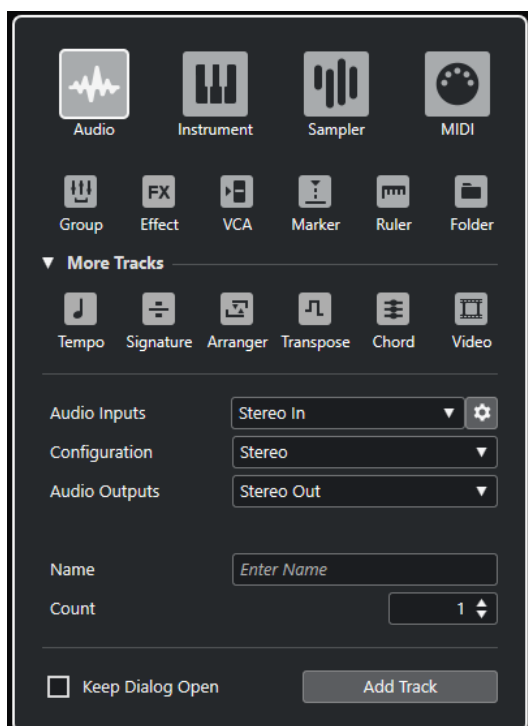 Audio Instrument Sampler MIDI
FX
Group Effect VCA Marker Ruler Folder
More Tracks
Tempo Signature Arranger Transpose Chord Video
Audio Inputs Stereo In
Configuration Stereo
Audio Outputs Stereo Out
Name Enter Name
Count 1
Keep Dialog Open Add Track